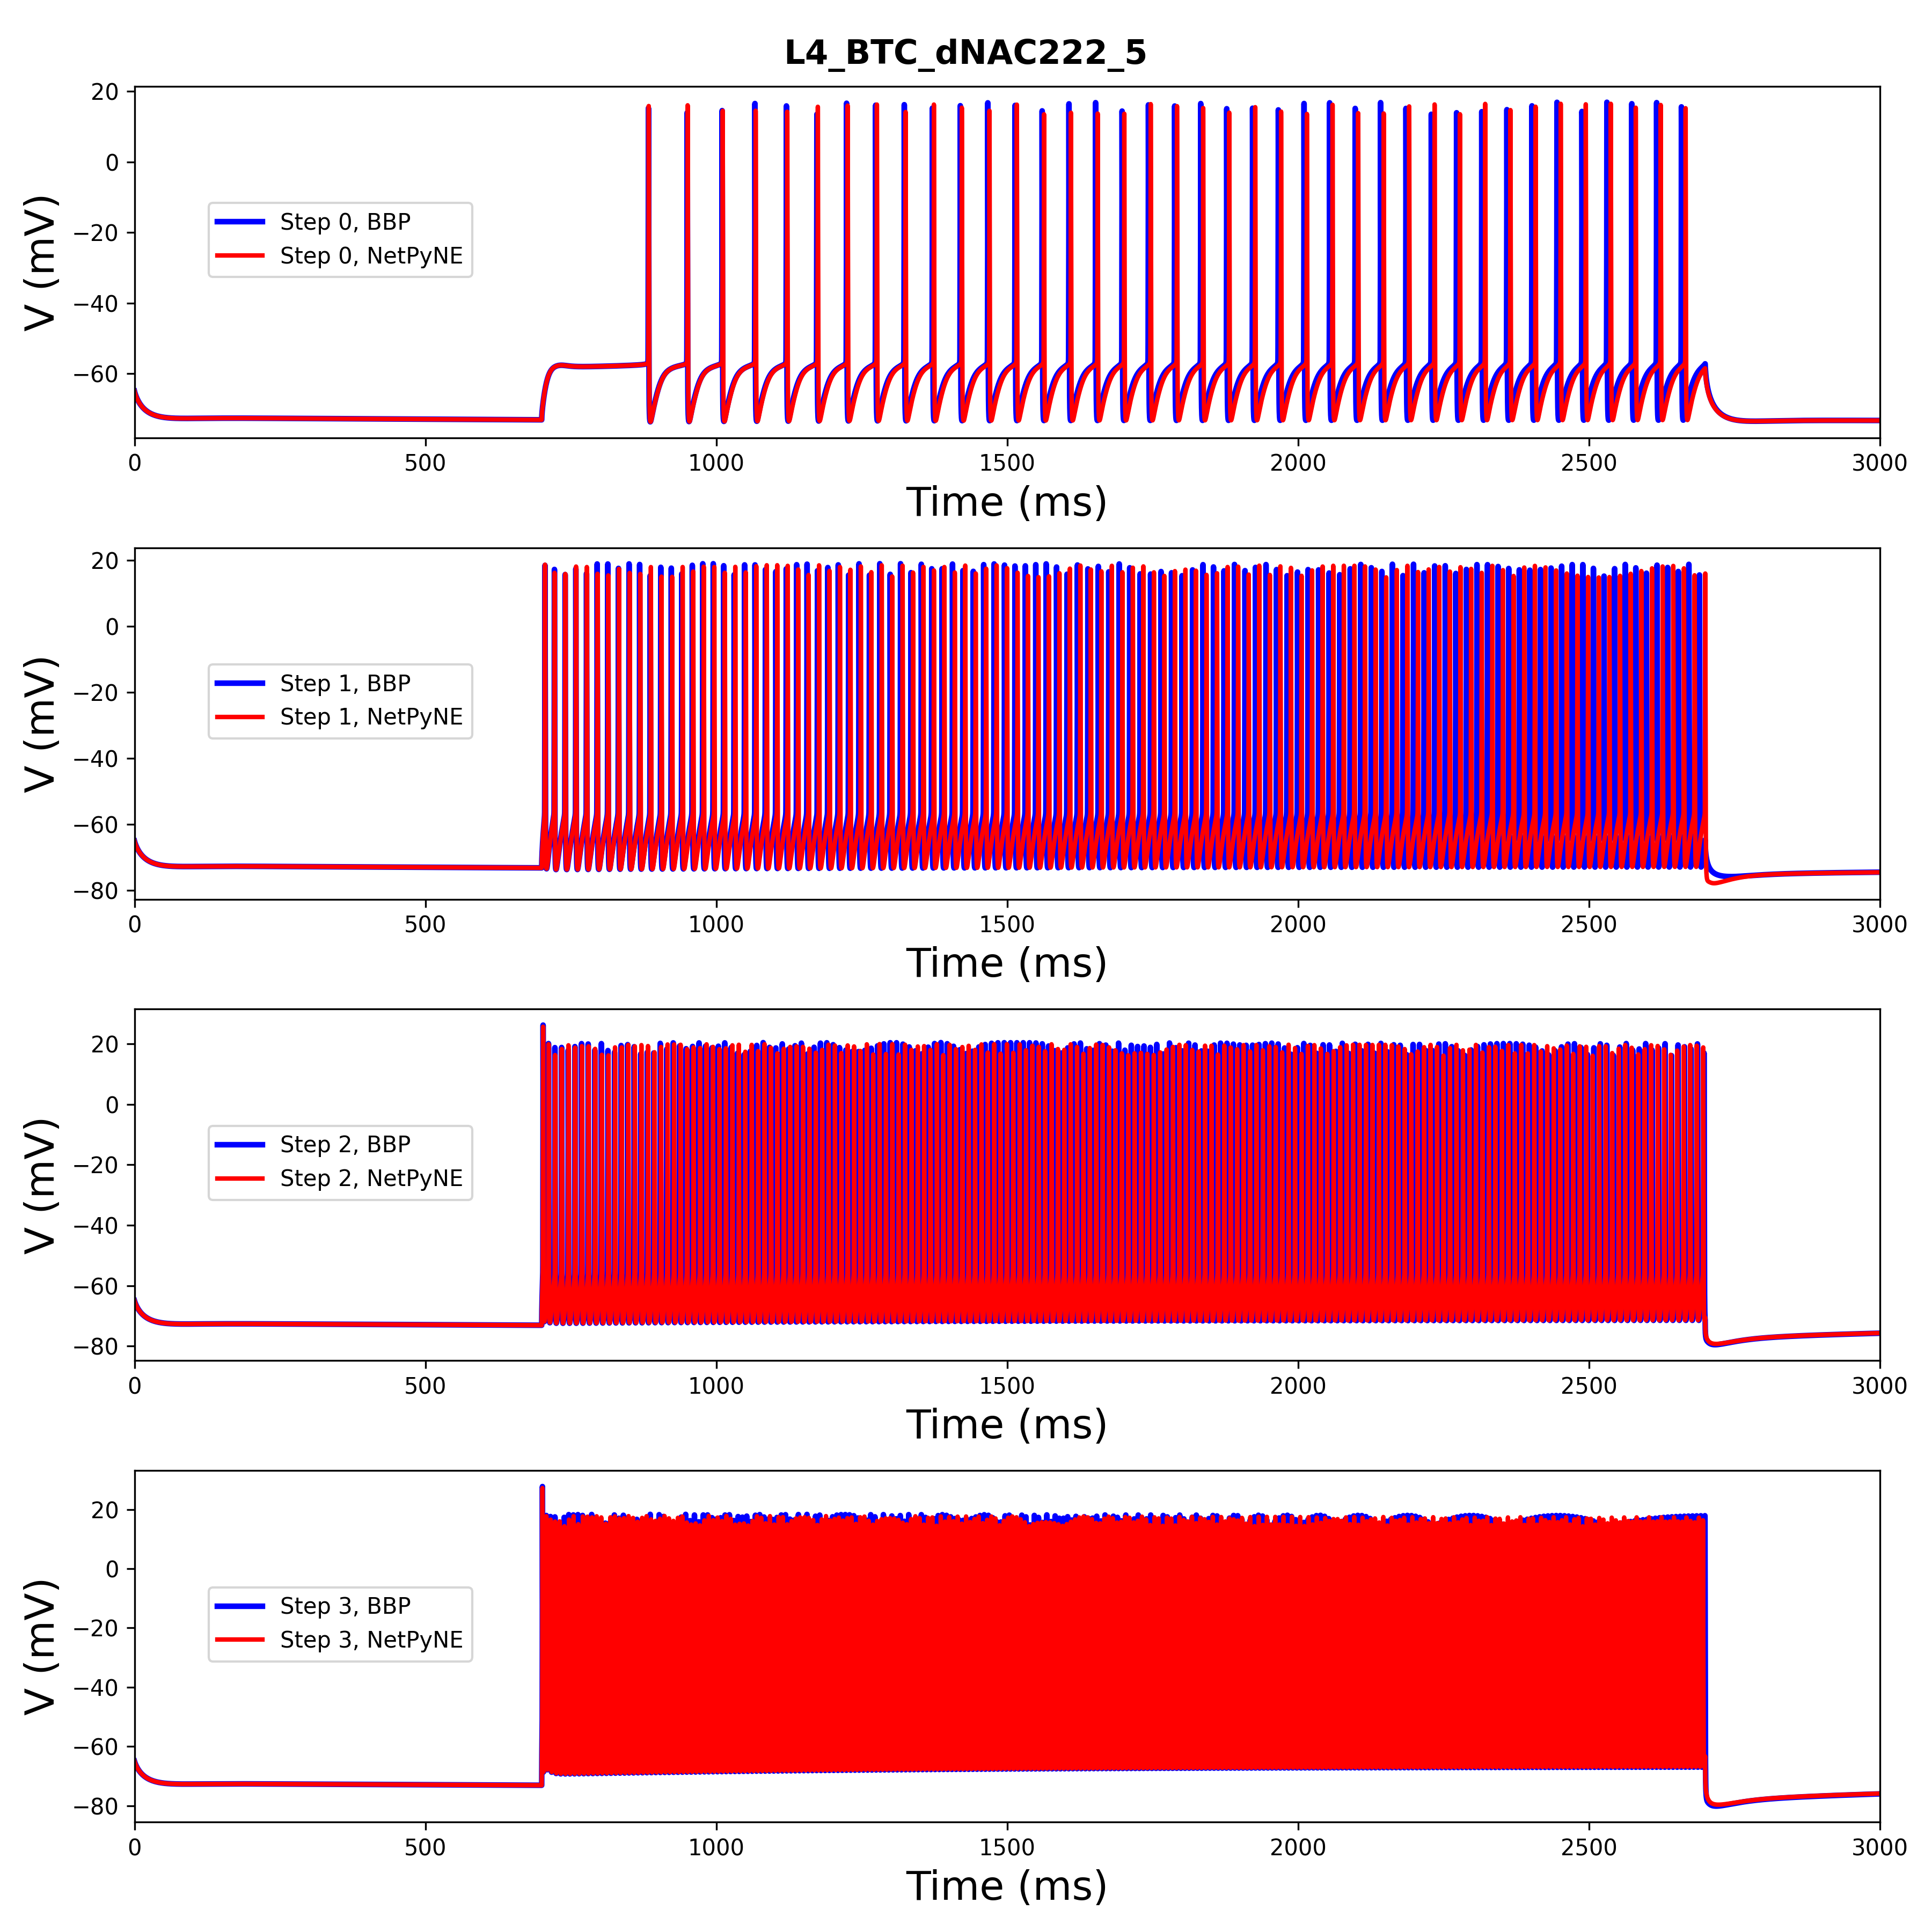 L4_BTC_dNAC222_5
20
0
−20
−40
−60
V (mV)
Step 0, BBP
Step 0, NetPyNE
0 500 1000 1500 2000 2500 3000
Time (ms)
20
0
−20
−40
−60
−80
V (mV)
Step 1, BBP
Step 1, NetPyNE
0 500 1000 1500 2000 2500 3000
Time (ms)
20
0
−20
−40
−60
−80
V (mV)
Step 2, BBP
Step 2, NetPyNE
0 500 1000 1500 2000 2500 3000
Time (ms)
20
0
−20
−40
−60
−80
V (mV)
Step 3, BBP
Step 3, NetPyNE
0 500 1000 1500 2000 2500 3000
Time (ms)